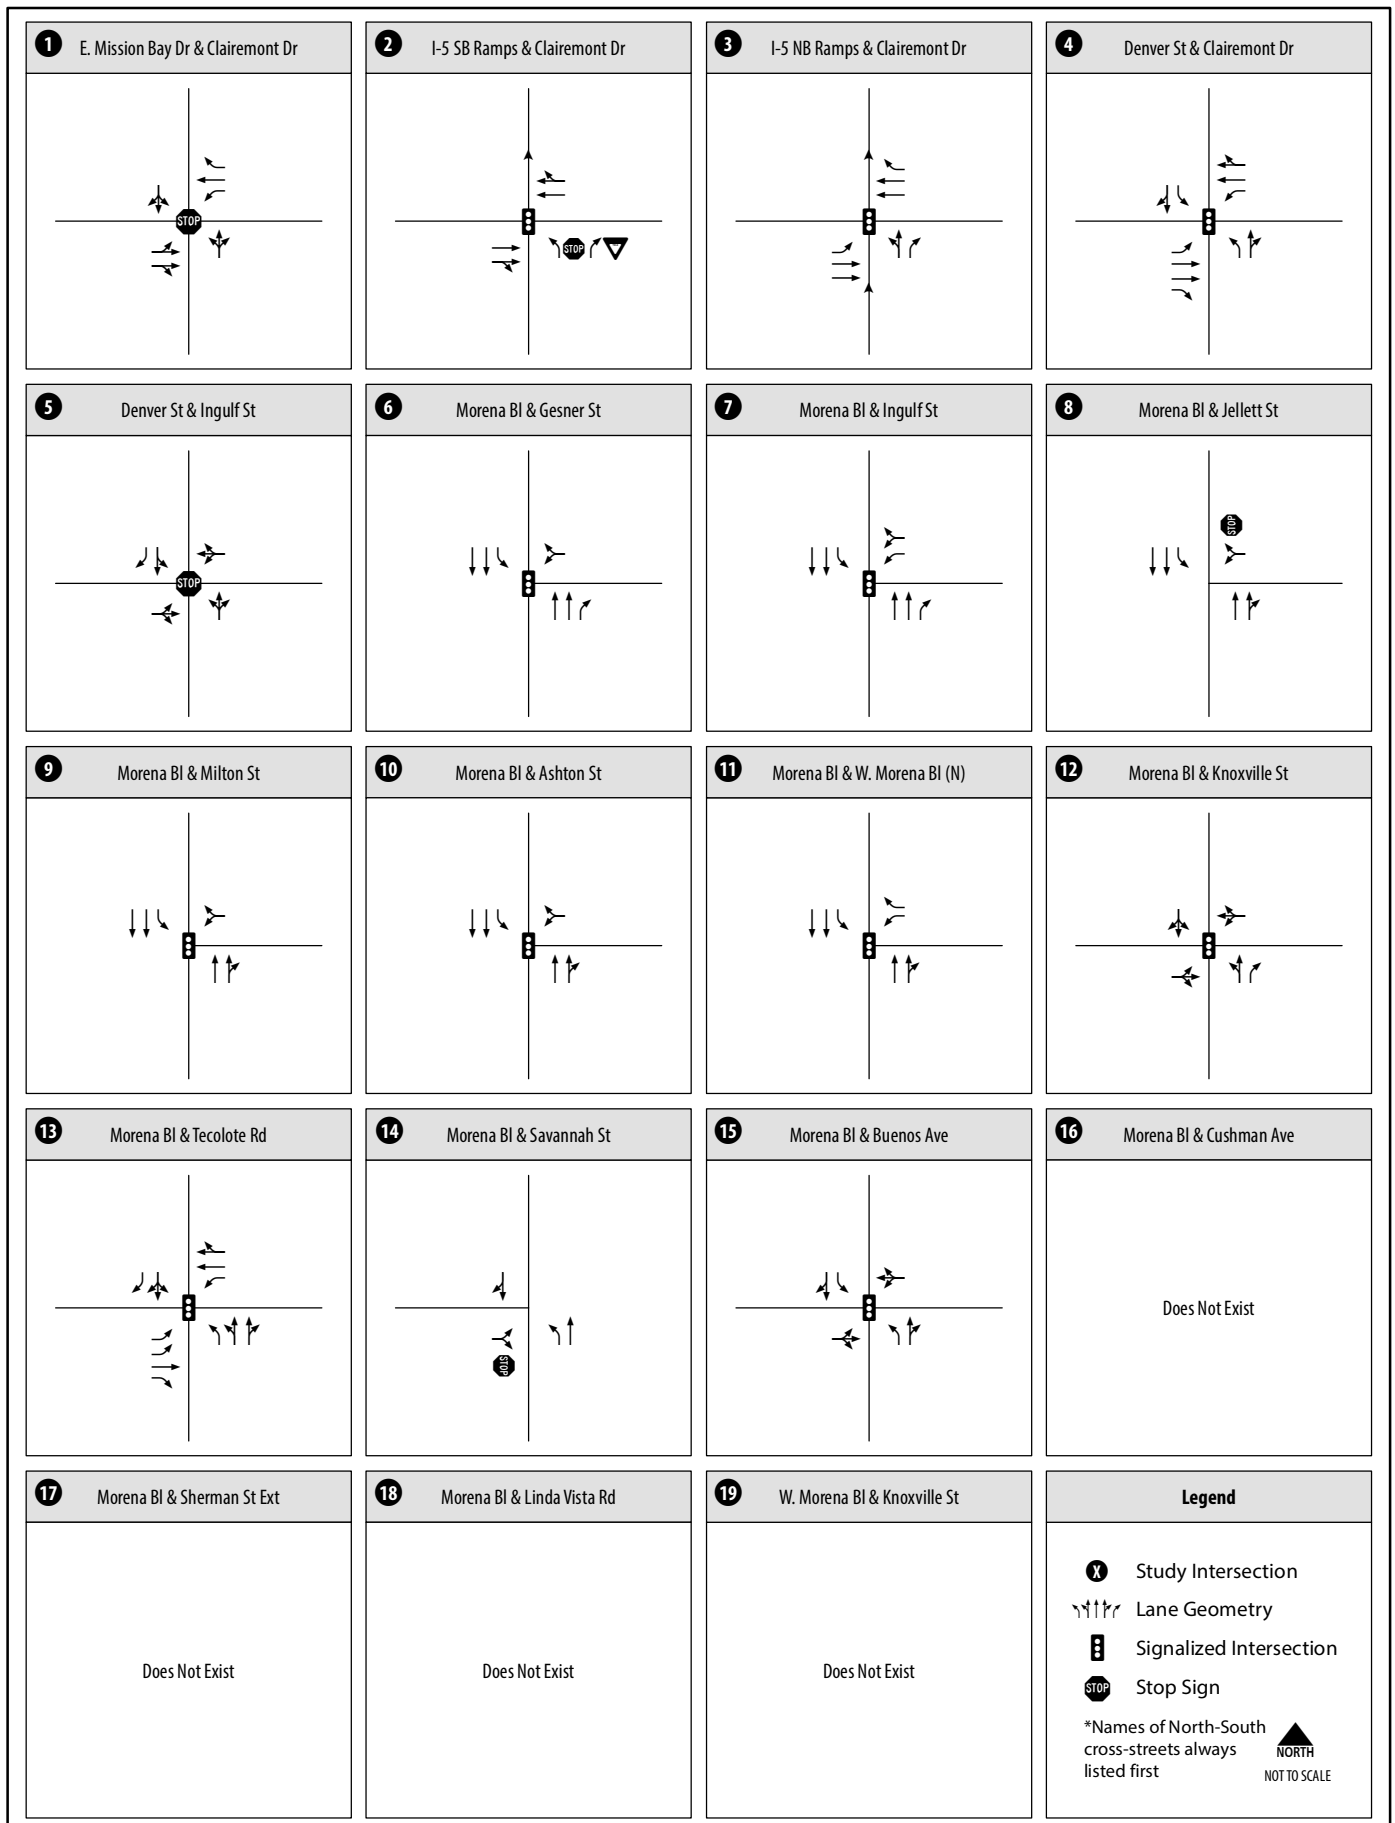 1 E. Mission Bay Dr & Clairemont Dr
2 I-5 SB Ramps & Clairemont Dr
3 I-5 NB Ramps & Clairemont Dr
4 Denver St & Clairemont Dr
STOP
STOP
5 Denver St & Ingulf St
6 Morena Bl & Gesner St
7 Morena Bl & Ingulf St
8 Morena Bl & Jellett St
STOP
STOP
9 Morena Bl & Milton St
10 Morena Bl & Ashton St
11 Morena Bl & W. Morena Bl (N)
12 Morena Bl & Knoxville St
13 Morena Bl & Tecolote Rd
14 Morena Bl & Savannah St
15 Morena Bl & Buenos Ave
16 Morena Bl & Cushman Ave
STOP
Does Not Exist
17 Morena Bl & Sherman St Ext
18 Morena Bl & Linda Vista Rd
19 W. Morena Bl & Knoxville St
Does Not Exist
Does Not Exist
Does Not Exist
Legend
X Study Intersection
Lane Geometry
Signalized Intersection
STOP Stop Sign
*Names of North-South
cross-streets always
listed first
NORTH
NOT TO SCALE